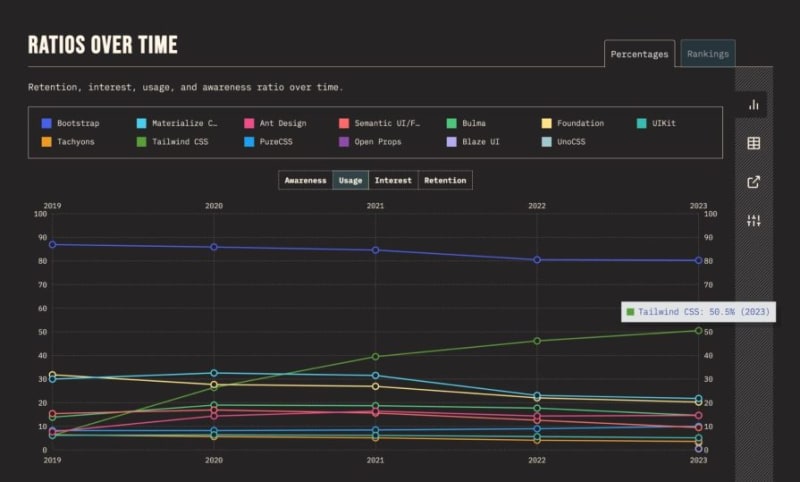 RATIOS OVER TIME
Percentages Rankings
Retention, interest, usage, and awareness ratio over time.
Bootstrap Materialize C… Ant Design Semantic UI/F… Bulma Foundation UIKit
Tachyons Tailwind CSS PureCSS Open Props Blaze UI UnoCSS
Awareness Usage Interest Retention
2019 2020 2021 2022 2023
100 100
90 90
80 80
70 70
60
Tailwind CSS: 50.5% (2023)
50 50
40 40
30 30
20 20
10 10
0 0
2019 2020 2021 2022 2023